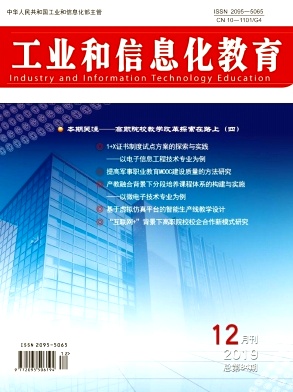 中华人民共和国工业和信息化部主管
ISSN 2095-5065
CN 10-1101/G4
工业和信息化教育
Industry and Information Technology Education
本期关注——高职院校教学改革探索在路上（四）
1+X证书制度试点方案的探索与实践
——以电子信息工程技术专业为例
提高军事职业教育MOOC建设质量的方法研究
产教融合背景下分段培养课程体系的构建与实施
——以微电子技术专业为例
基于虚拟仿真平台的智能生产线教学设计
“互联网+”背景下高职院校校企合作新模式研究
12月刊
2019
ISSN 2095-5065
12
9 772095 506194